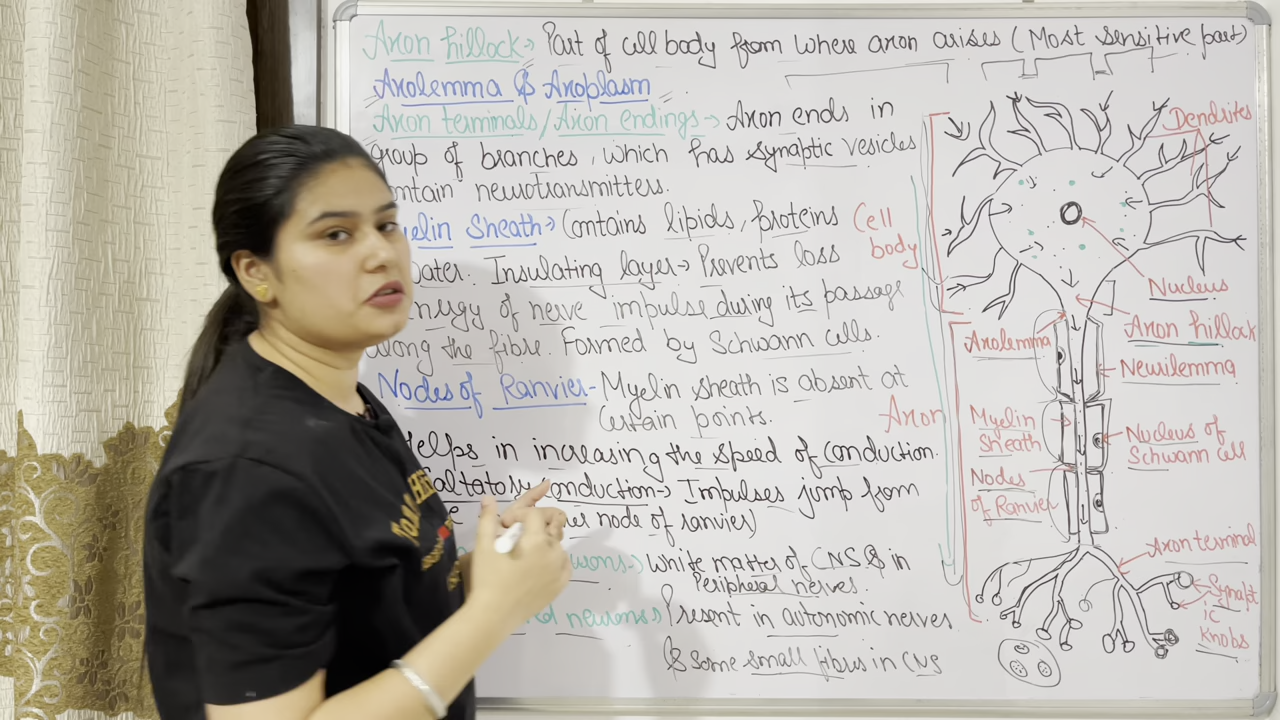 Axon hillock → Part of cell body from where axon arises (Most sensitive part)
Axolemma & Axoplasm
Axon terminals/Axon endings → Axon ends in
group of branches, which has synaptic vesicles
contain neurotransmitters.
elin Sheath → Contains lipids, proteins
ater. Insulating layer → Prevents loss
nergy of nerve impulse during its passage
along the fibre. Formed by Schwann cells.
Nodes of Ranvier - Myelin sheath is absent at
certain points.
Helps in increasing the speed of conduction.
Saltatory conduction → Impulses jump from
node of ranvier)
White matter of CNS & in
Peripheral nerves.
neurons → Present in autonomic nerves
& some small fibres in CNS
Dendrites
Cell
body
Nucleus
Axon hillock
Axolemma
Neurilemma
Axon
Myelin
Sheath
Nucleus of
Schwann cell
Nodes
of Ranvier
Axon terminal
Synapt
ic
Knobs